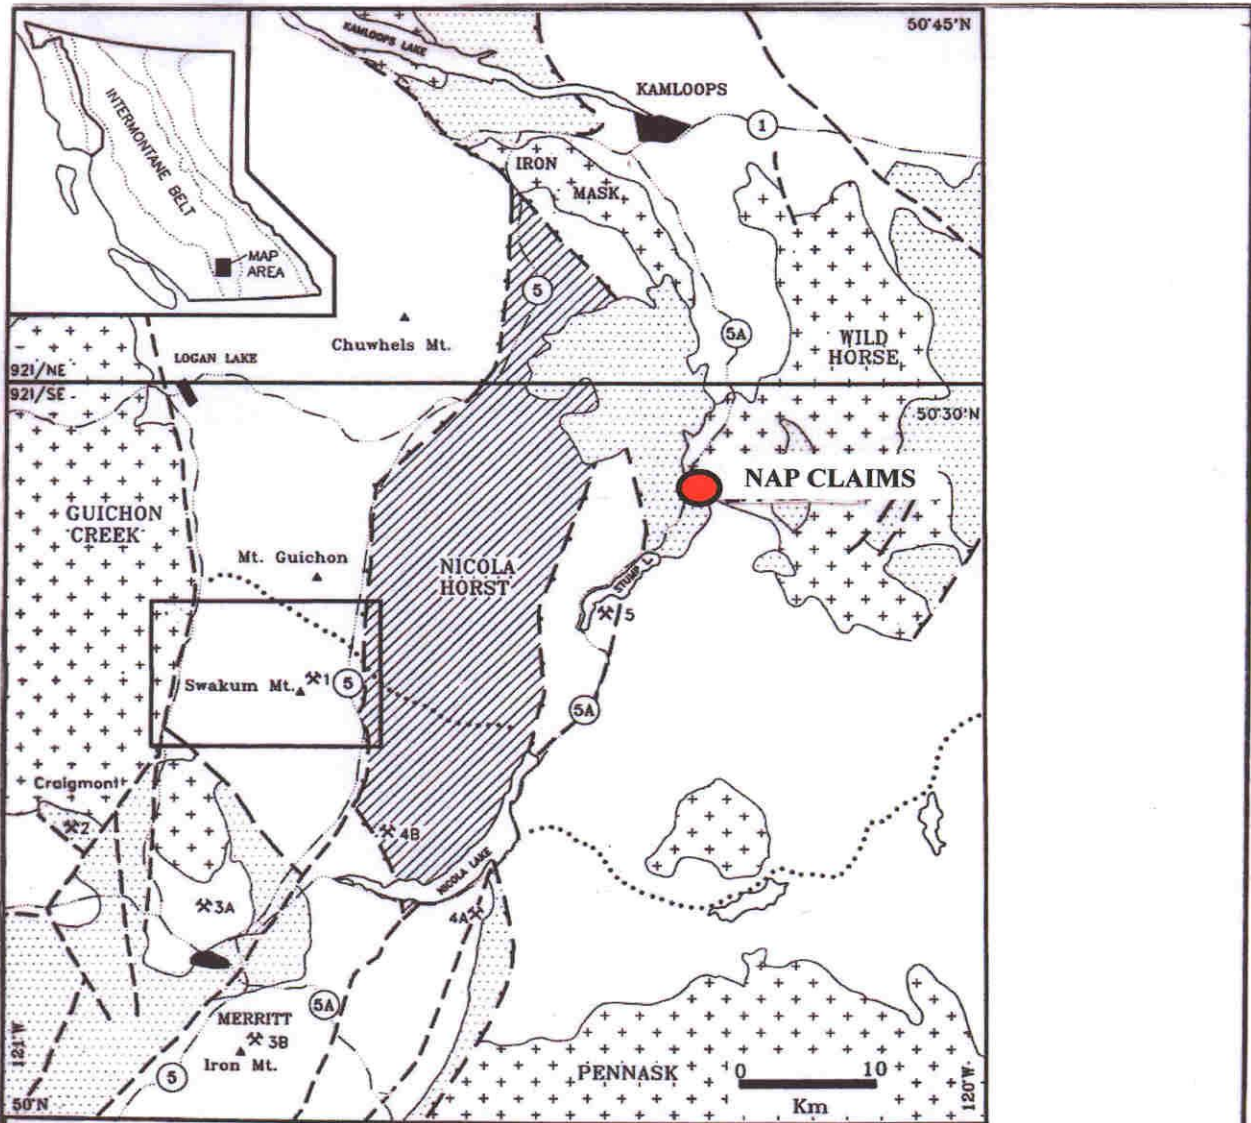 50°45'N
KAMLOOPS LAKE
KAMLOOPS
1
INTERMONTANE BELT
MAP
AREA
IRON
MASK
5
5A
Chuwhels Mt.
WILD
HORSE
LOGAN LAKE
92I/NE
92I/SE
50°30'N
NAP CLAIMS
GUICHON
CREEK
Mt. Guichon
NICOLA
HORST
STUMP L.
5
Swakum Mt.
1
5
5A
Craigmont
2
4B
NICOLA LAKE
3A
4A
5A
MERRITT
3B
Iron Mt.
5
PENNASK
0 10
Km
121°W
50°N
120°W